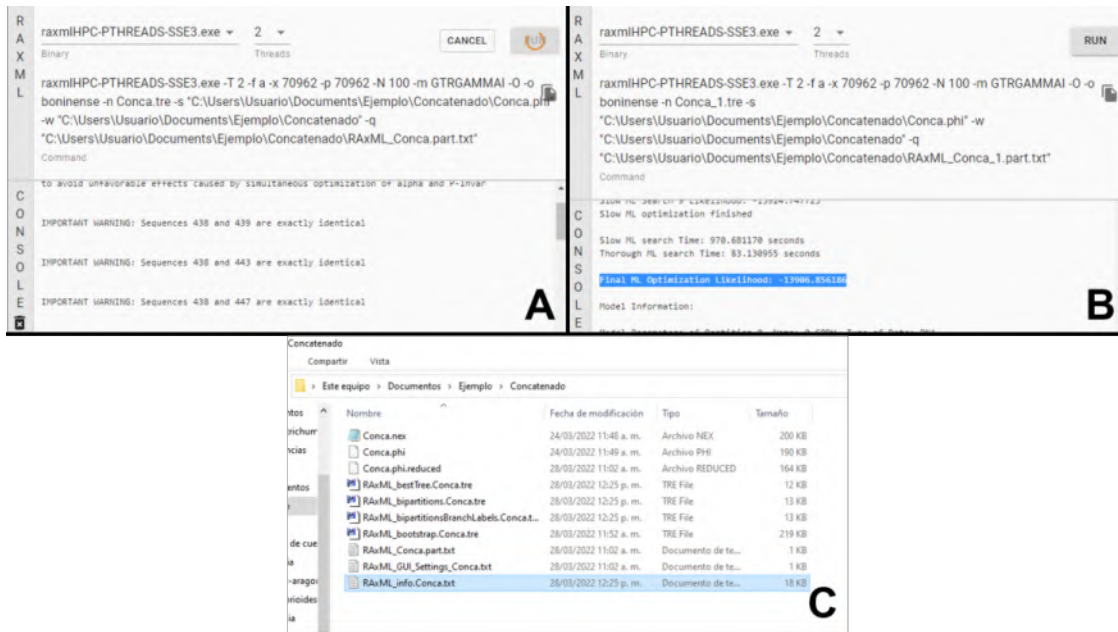 RAXML
raxmlHPC-PTHREADS-SSE3.exe
2
CANCEL
Binary
Threads
raxmlHPC-PTHREADS-SSE3.exe -T 2 -f a -x 70962 -p 70962 -N 100 -m GTRGAMMAI -O -o
boninense -n Conca.tre -s "C:\Users\Usuario\Documents\Ejemplo\Concatenado\Conca.phi"
-w "C:\Users\Usuario\Documents\Ejemplo\Concatenado" -q
"C:\Users\Usuario\Documents\Ejemplo\Concatenado\RAxML_Conca.part.txt"
Command
CONSOLE
to avoid unfavorable effects caused by simultaneous optimization of alpha and P-Invar
IMPORTANT WARNING: Sequences 438 and 439 are exactly identical
IMPORTANT WARNING: Sequences 438 and 443 are exactly identical
IMPORTANT WARNING: Sequences 438 and 447 are exactly identical
A
RAXML
raxmlHPC-PTHREADS-SSE3.exe
2
RUN
Binary
Threads
raxmlHPC-PTHREADS-SSE3.exe -T 2 -f a -x 70962 -p 70962 -N 100 -m GTRGAMMAI -O -o
boninense -n Conca_1.tre -s
"C:\Users\Usuario\Documents\Ejemplo\Concatenado\Conca.phi" -w
"C:\Users\Usuario\Documents\Ejemplo\Concatenado" -q
"C:\Users\Usuario\Documents\Ejemplo\Concatenado\RAxML_Conca_1.part.txt"
Command
CONSOLE
Slow ML optimization finished
Slow ML search Time: 970.681170 seconds
Thorough ML search Time: 83.130955 seconds
Final ML Optimization Likelihood: -13906.856186
Model Information:
B
Concatenado
Compartir Vista
Este equipo > Documentos > Ejemplo > Concatenado
Nombre Fecha de modificación Tipo Tamaño
Conca.nex 24/03/2022 11:48 a. m. Archivo NEX 200 KB
Conca.phi 24/03/2022 11:49 a. m. Archivo PHI 190 KB
Conca.phi.reduced 28/03/2022 11:02 a. m. Archivo REDUCED 164 KB
RAxML_bestTree.Conca.tre 28/03/2022 12:25 p. m. TRE File 12 KB
RAxML_bipartitions.Conca.tre 28/03/2022 12:25 p. m. TRE File 13 KB
RAxML_bipartitionsBranchLabels.Conca.t... 28/03/2022 12:25 p. m. TRE File 13 KB
RAxML_bootstrap.Conca.tre 28/03/2022 11:52 a. m. TRE File 219 KB
RAxML_Conca.part.txt 28/03/2022 11:02 a. m. Documento de te... 1 KB
RAxML_GUI_Settings_Conca.txt 28/03/2022 11:02 a. m. Documento de te... 1 KB
RAxML_info.Conca.txt 28/03/2022 12:25 p. m. Documento de te... 18 KB
C